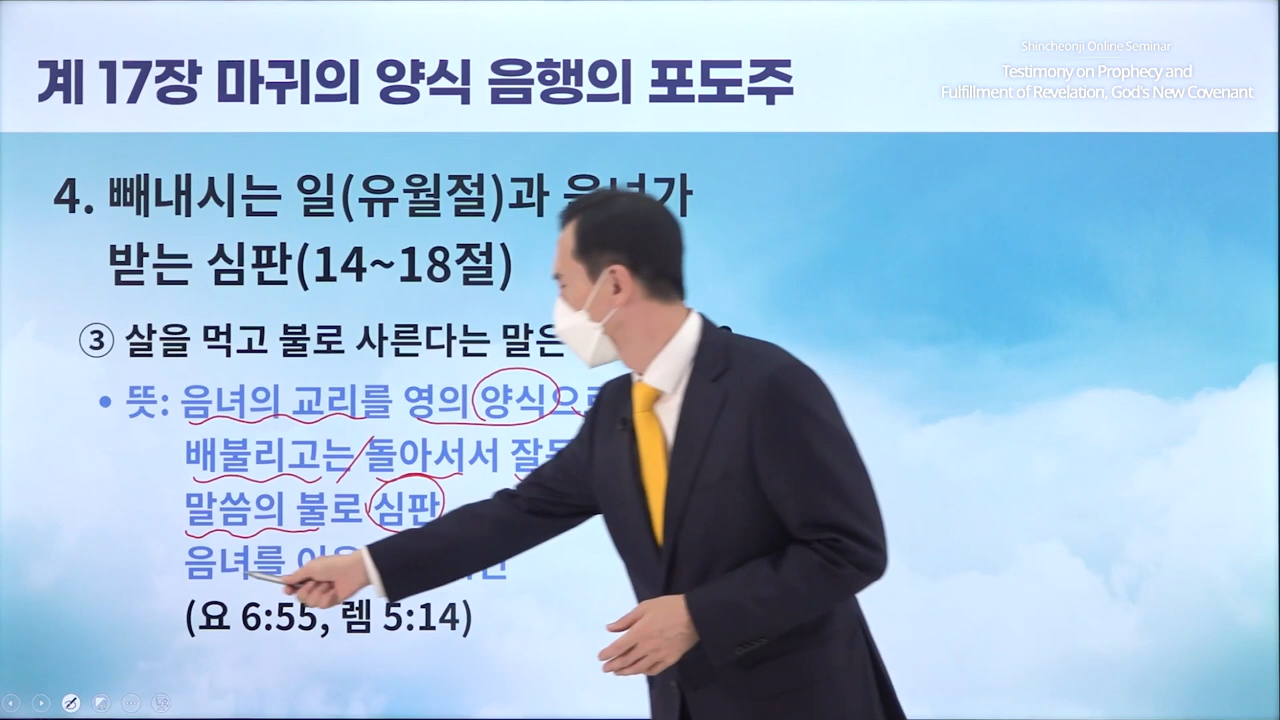 Shincheonji Online Seminar
Testimony on Prophecy and
Fulfillment of Revelation, God's New Covenant
계 17장 마귀의 양식 음행의 포도주
4. 빼내시는 일(유월절)과
받는 심판(14~18절)
③ 살을 먹고 불로 사른다는 말은
• 뜻: 음녀의 교리를 영의 양식으로
배불리고는 돌아서서
말씀의 불로 심판
음녀를
(요 6:55, 렘 5:14)